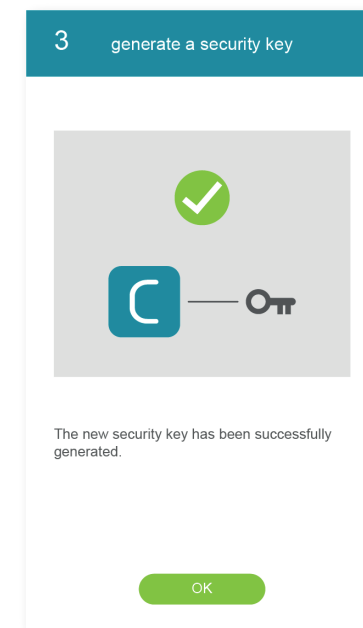 3 generate a security key
The new security key has been successfully
generated.
OK